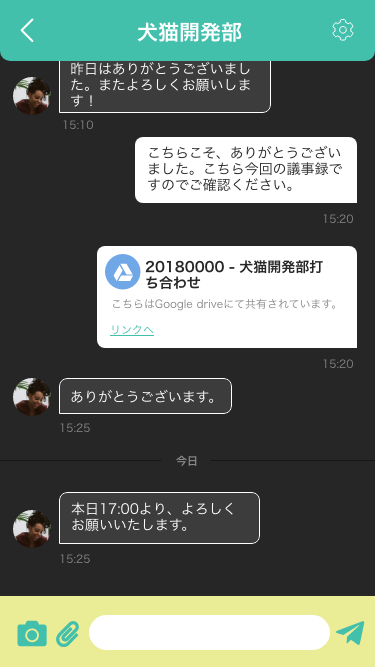 犬猫開発部
昨日はありがとうございまし
た。またよろしくお願いしま
す！
15:10
こちらこそ、ありがとうござい
ました。こちら今回の議事録で
すのでご確認ください。
15:20
20180000 - 犬猫開発部打
ち合わせ
こちらはGoogle driveにて共有されています。
リンクへ
15:20
ありがとうございます。
15:25
今日
本日17:00より、よろしく
お願いいたします。
15:25